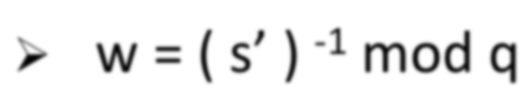 ➢ w = ( s’ ) ⁻¹ mod q